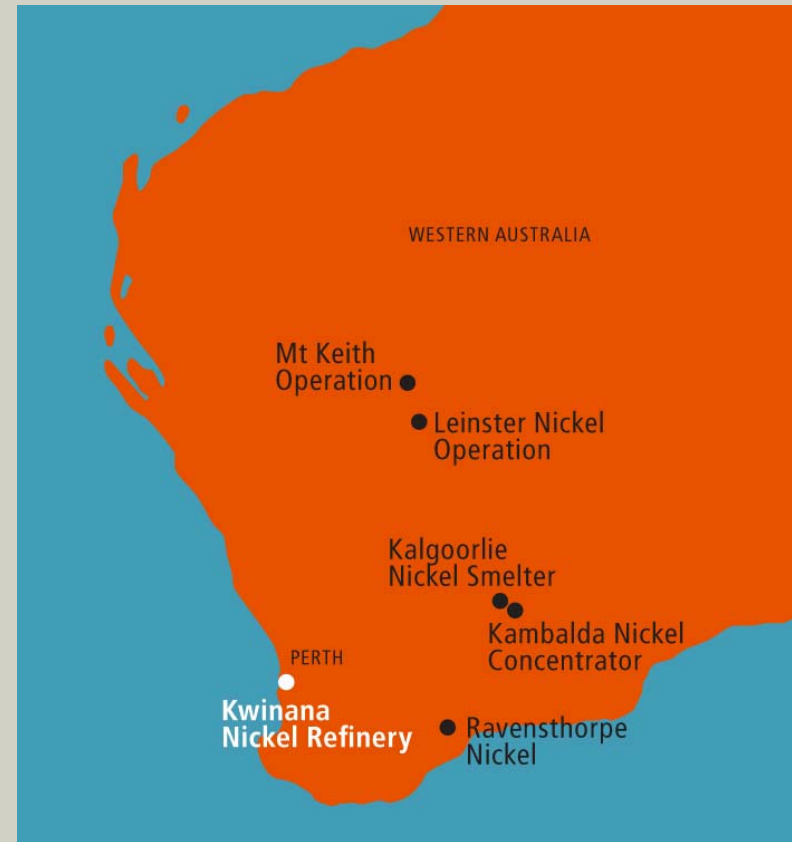 WESTERN AUSTRALIA
Mt Keith
Operation
Leinster Nickel
Operation
Kalgoorlie
Nickel Smelter
Kambalda Nickel
Concentrator
PERTH
Kwinana
Nickel Refinery
Ravensthorpe
Nickel